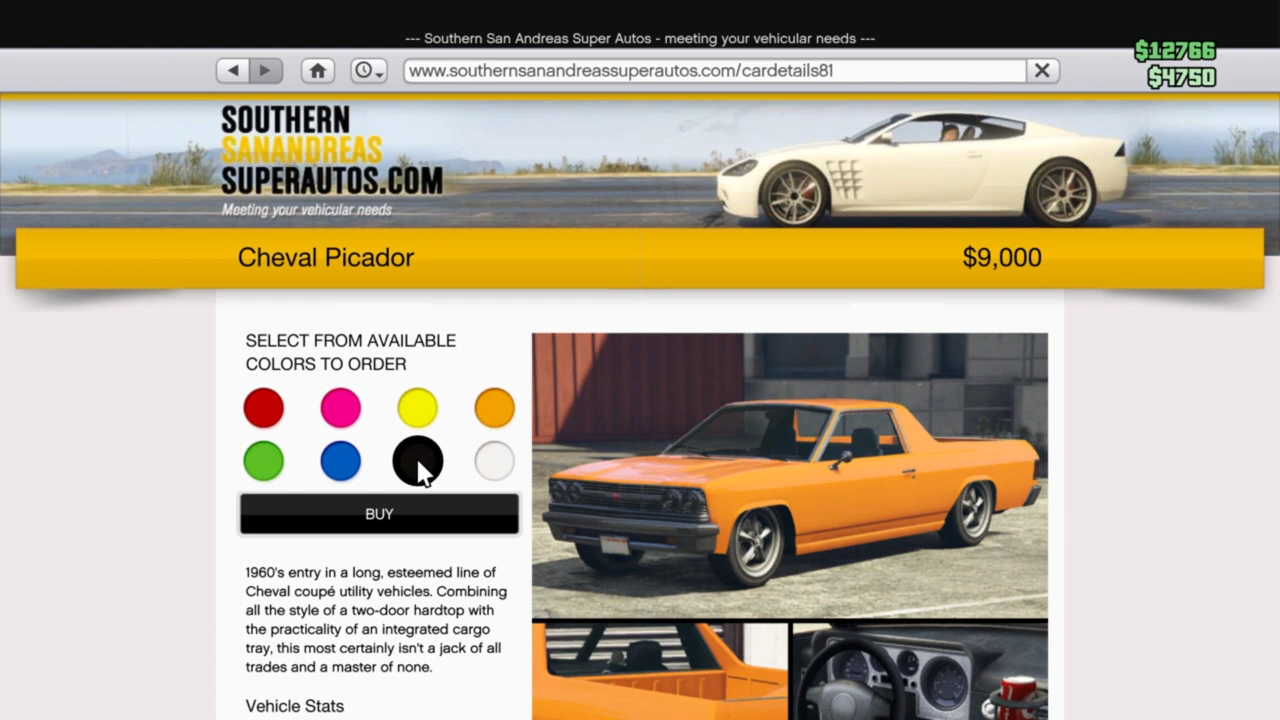 --- Southern San Andreas Super Autos - meeting your vehicular needs ---
$12766
www.southernsanandreassuperautos.com/cardetails81
$4750
SOUTHERN
SANANDREAS
SUPERAUTOS.COM
Meeting your vehicular needs
Cheval Picador
$9,000
SELECT FROM AVAILABLE
COLORS TO ORDER
BUY
1960's entry in a long, esteemed line of
Cheval coupé utility vehicles. Combining
all the style of a two-door hardtop with
the practicality of an integrated cargo
tray, this most certainly isn't a jack of all
trades and a master of none.
Vehicle Stats